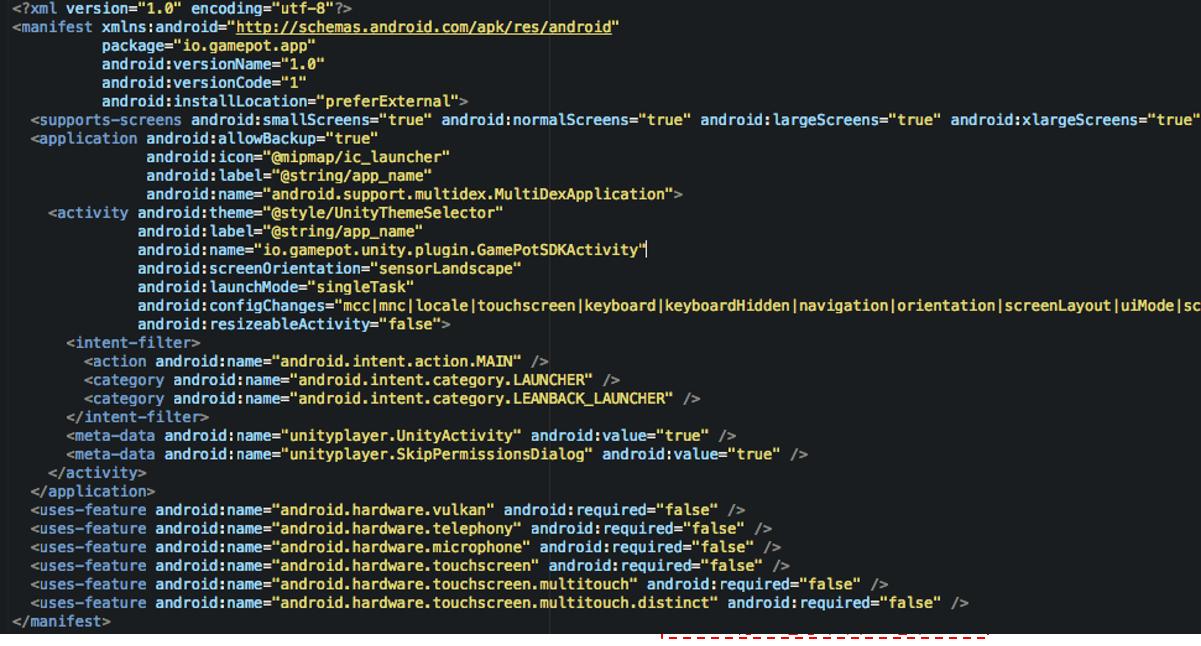 <?xml version="1.0" encoding="utf-8"?>
<manifest xmlns:android="http://schemas.android.com/apk/res/android"
package="io.gamepot.app"
android:versionName="1.0"
android:versionCode="1"
android:installLocation="preferExternal">
<supports-screens android:smallScreens="true" android:normalScreens="true" android:largeScreens="true" android:xlargeScreens="true"
<application android:allowBackup="true"
android:icon="@mipmap/ic_launcher"
android:label="@string/app_name"
android:name="android.support.multidex.MultiDexApplication">
<activity android:theme="@style/UnityThemeSelector"
android:label="@string/app_name"
android:name="io.gamepot.unity.plugin.GamePotSDKActivity"
android:screenOrientation="sensorLandscape"
android:launchMode="singleTask"
android:configChanges="mcc|mnc|locale|touchscreen|keyboard|keyboardHidden|navigation|orientation|screenLayout|uiMode|sc
android:resizeableActivity="false">
<intent-filter>
<action android:name="android.intent.action.MAIN" />
<category android:name="android.intent.category.LAUNCHER" />
<category android:name="android.intent.category.LEANBACK_LAUNCHER" />
</intent-filter>
<meta-data android:name="unityplayer.UnityActivity" android:value="true" />
<meta-data android:name="unityplayer.SkipPermissionsDialog" android:value="true" />
</activity>
</application>
<uses-feature android:name="android.hardware.vulkan" android:required="false" />
<uses-feature android:name="android.hardware.telephony" android:required="false" />
<uses-feature android:name="android.hardware.microphone" android:required="false" />
<uses-feature android:name="android.hardware.touchscreen" android:required="false" />
<uses-feature android:name="android.hardware.touchscreen.multitouch" android:required="false" />
<uses-feature android:name="android.hardware.touchscreen.multitouch.distinct" android:required="false" />
</manifest>